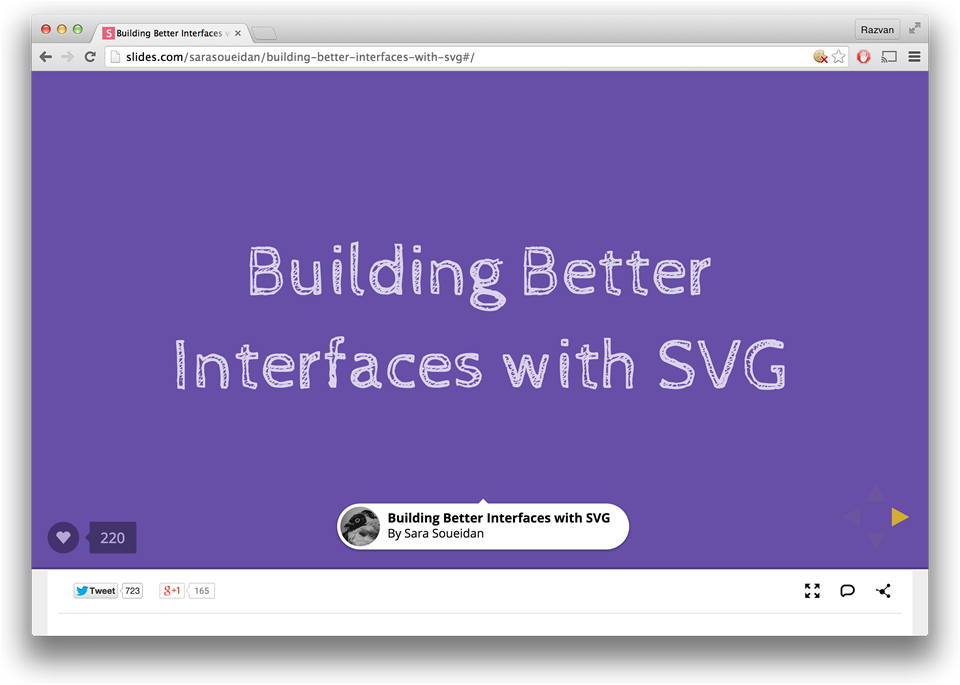 Building Better Interfaces w
Razvan
slides.com/sarasoueidan/building-better-interfaces-with-svg#/
Building Better
Interfaces with SVG
Building Better Interfaces with SVG
By Sara Soueidan
220
Tweet 723 g+1 165